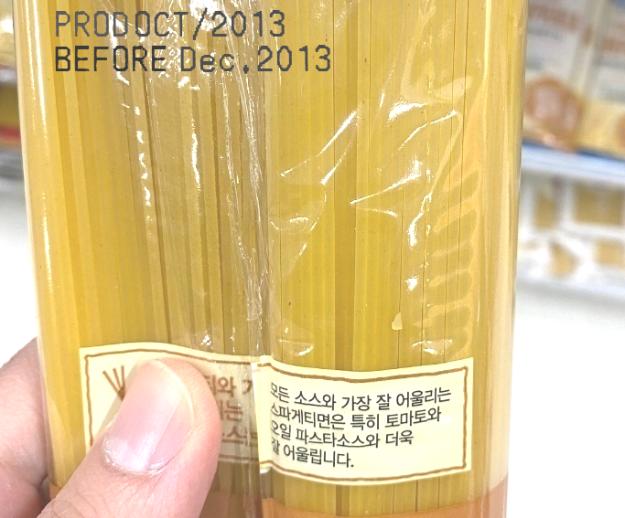 PRODOCT/2013
BEFORE Dec.2013
모든 소스와 가장 잘 어울리는
스파게티면은 특히 토마토와
오일 파스타소스와 더욱
잘 어울립니다.